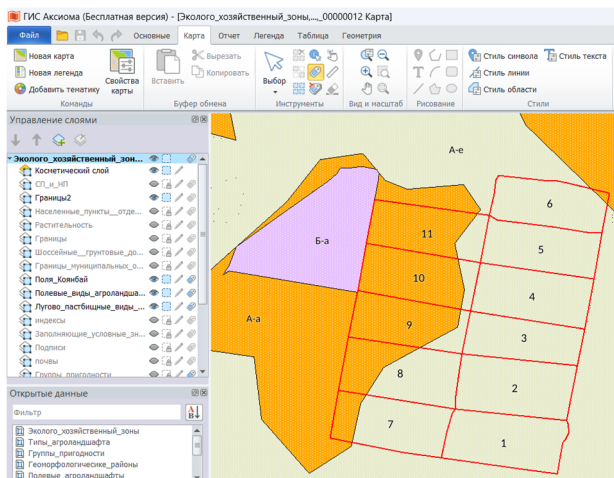 ГИС Аксиома (Бесплатная версия) - [Эколого_хозяйственный_зоны,...,_00000012 Карта]
Файл Основные Карта Отчет Легенда Таблица Геометрия
Новая карта
Новая легенда
Добавить тематику
Свойства карты
Команды
Вставить
Вырезать
Копировать
Буфер обмена
Выбор
Инструменты
Вид и масштаб
Рисование
Стиль символа
Стиль текста
Стиль линии
Стиль области
Стили
Управление слоями
Эколого_хозяйственный_зон...
Косметический слой
СП_и_НП
Границы2
Населенные_пункты__отде...
Растительность
Границы
Шоссейные__грунтовые_до...
Границы_муниципальных_о...
Поля_Коянбай
Полевые_виды_агроландша...
Лугово_пастбищные_виды_...
индексы
Заполняющие_условные_зн...
Подписи
почвы
Группы_пригодности
Открытые данные
Фильтр
Эколого_хозяйственный_зоны
Типы_агроландшафта
Группы_пригодности
Геонорфологичекие_районы
Полевые_агроландшафты
А-е
6
Б-а
11
5
10
4
А-а
9
3
8
2
7
1